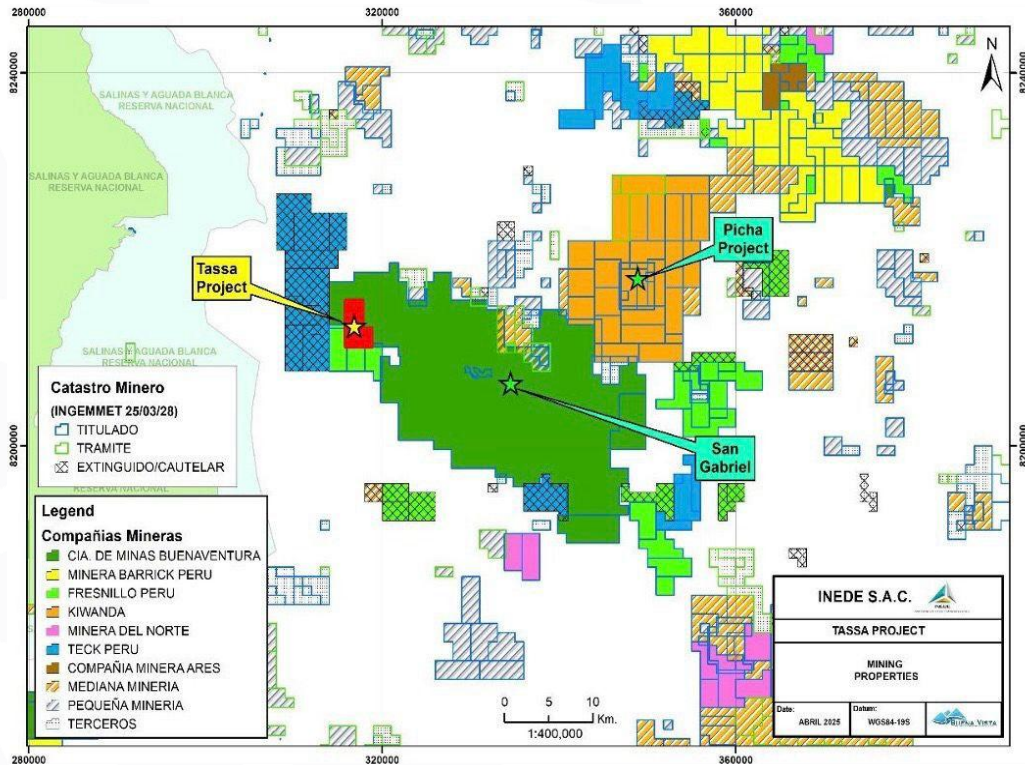 280000
320000
360000
8240000
8240000
N
SALINAS Y AGUADA BLANCA
RESERVA NACIONAL
SALINAS Y AGUADA BLANCA
RESERVA NACIONAL
Picha
Project
Tassa
Project
SALINAS Y AGUADA BLANCA
RESERVA NACIONAL
Catastro Minero
(INGEMMET 25/03/28)
TITULADO
TRAMITE
EXTINGUIDO/CAUTELAR
RESERVA NACIONAL
8200000
8200000
San
Gabriel
Legend
Compañias Mineras
CIA. DE MINAS BUENAVENTURA
MINERA BARRICK PERU
FRESNILLO PERU
KIWANDA
MINERA DEL NORTE
TECK PERU
COMPAÑIA MINERA ARES
MEDIANA MINERIA
PEQUEÑA MINERIA
TERCEROS
0 5 10
Km.
1:400,000
INEDE S.A.C.
TASSA PROJECT
MINING
PROPERTIES
Date:
ABRIL 2025
Datum:
WGS84-19S
BUENA VISTA
280000
320000
360000